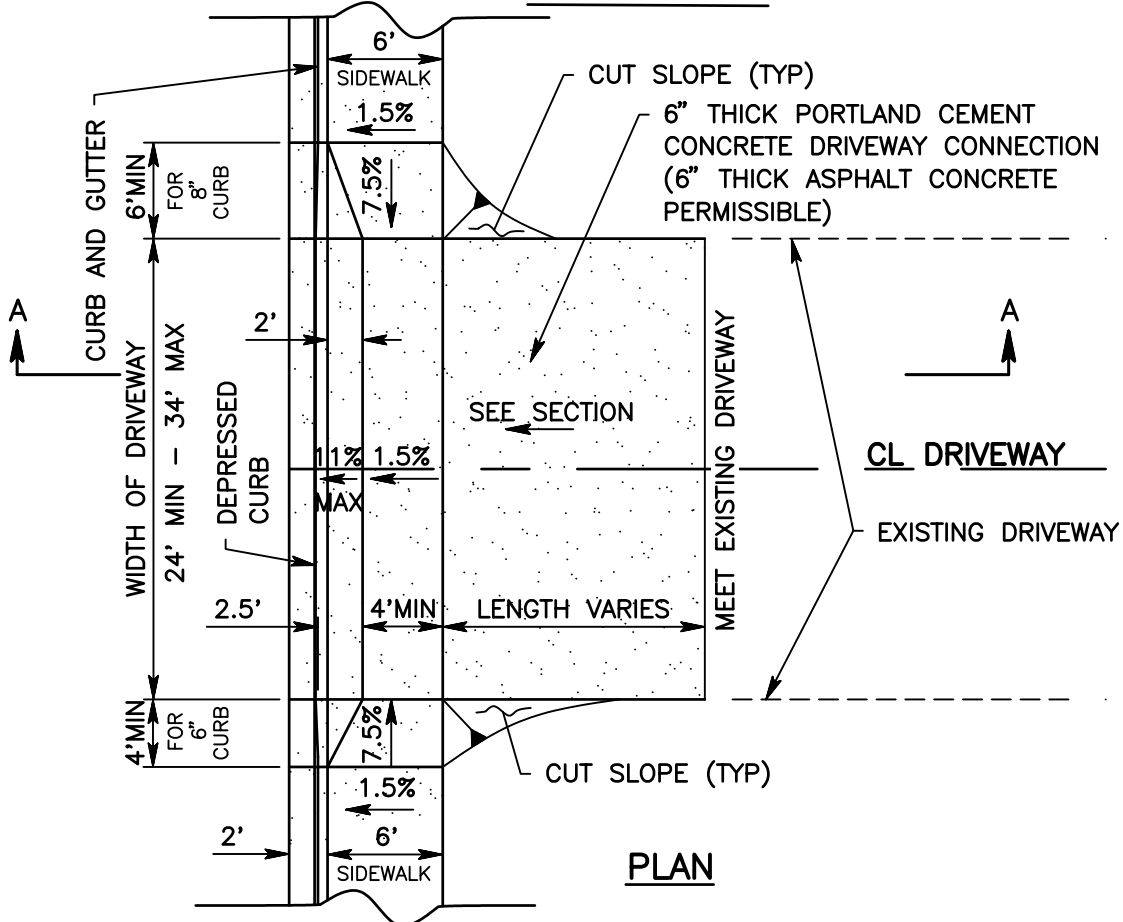 6'
SIDEWALK
1.5%
CUT SLOPE (TYP)
6" THICK PORTLAND CEMENT
CONCRETE DRIVEWAY CONNECTION
(6" THICK ASPHALT CONCRETE
PERMISSIBLE)
CURB AND GUTTER
6'MIN
FOR
8"
CURB
7.5%
A
A
2'
WIDTH OF DRIVEWAY
24' MIN – 34' MAX
DEPRESSED
CURB
SEE SECTION
MEET EXISTING DRIVEWAY
11%
MAX
1.5%
CL DRIVEWAY
EXISTING DRIVEWAY
2.5'
4'MIN
LENGTH VARIES
4'MIN
FOR
6"
CURB
7.5%
CUT SLOPE (TYP)
1.5%
2'
6'
SIDEWALK
PLAN